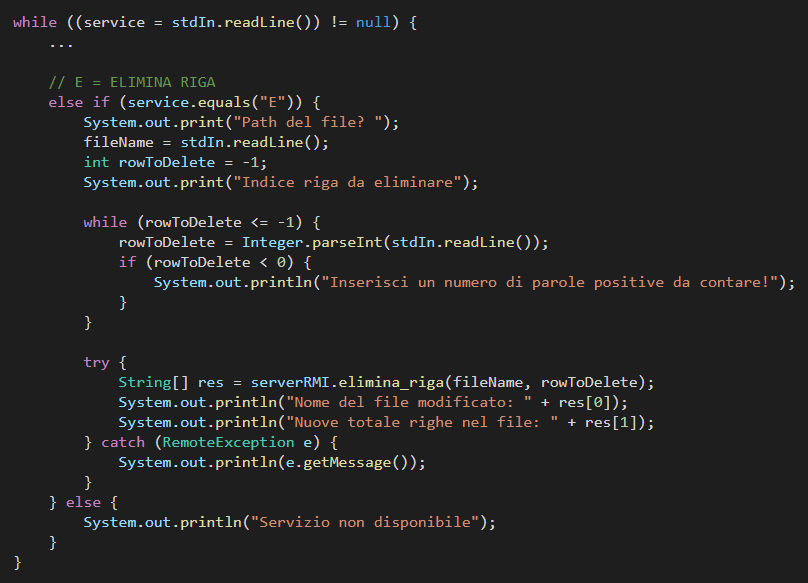 while ((service = stdIn.readLine()) != null) {
    ...

    // E = ELIMINA RIGA
    else if (service.equals("E")) {
        System.out.print("Path del file? ");
        fileName = stdIn.readLine();
        int rowToDelete = -1;
        System.out.print("Indice riga da eliminare");

        while (rowToDelete <= -1) {
            rowToDelete = Integer.parseInt(stdIn.readLine());
            if (rowToDelete < 0) {
                System.out.println("Inserisci un numero di parole positive da contare!");
            }
        }

        try {
            String[] res = serverRMI.elimina_riga(fileName, rowToDelete);
            System.out.println("Nome del file modificato: " + res[0]);
            System.out.println("Nuove totale righe nel file: " + res[1]);
        } catch (RemoteException e) {
            System.out.println(e.getMessage());
        }
    } else {
        System.out.println("Servizio non disponibile");
    }
}